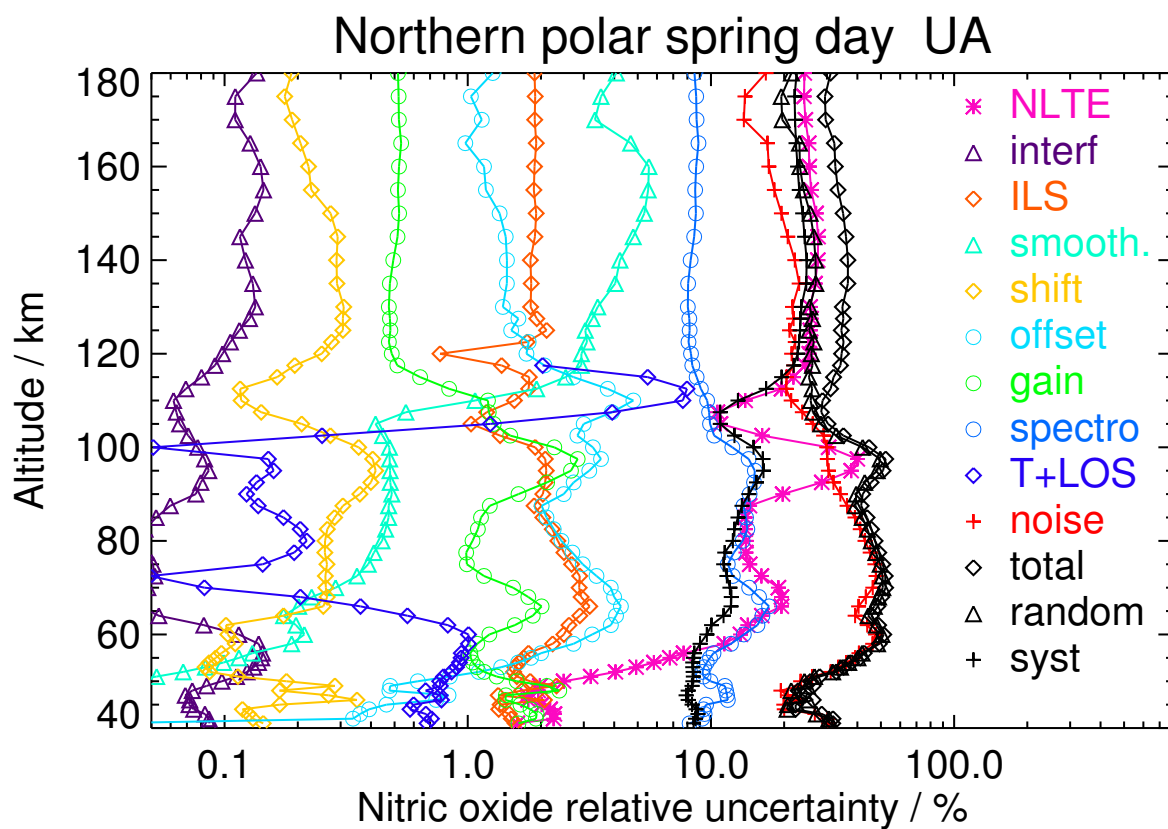 Northern polar spring day  UA
Altitude / km
180
160
140
120
100
80
60
40
NLTE
interf
ILS
smooth.
shift
offset
gain
spectro
T+LOS
noise
total
random
syst
0.1
1.0
10.0
100.0
Nitric oxide relative uncertainty / %